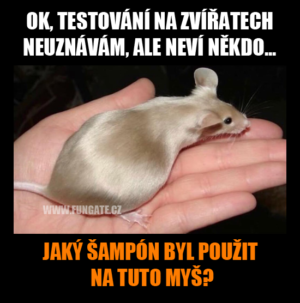 OK, TESTOVÁNÍ NA ZVÍŘATECH
NEUZNÁVÁM, ALE NEVÍ NĚKDO...
WWW.FUNGATE.CZ
JAKÝ ŠAMPÓN BYL POUŽIT
NA TUTO MYŠ?